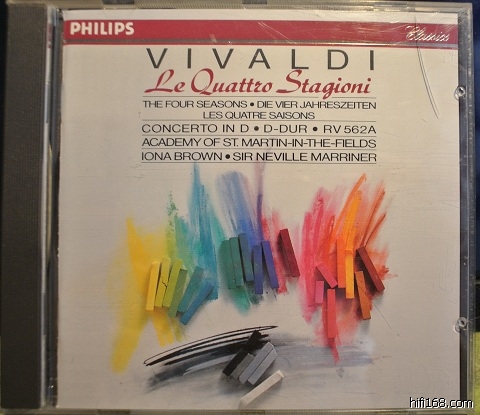 PHILIPS
Classics
VIVALDI
Le Quattro Stagioni
THE FOUR SEASONS • DIE VIER JAHRESZEITEN
LES QUATRE SAISONS
CONCERTO IN D • D-DUR • RV 562A
ACADEMY OF ST. MARTIN-IN-THE-FIELDS
IONA BROWN • SIR NEVILLE MARRINER
hifi168.com